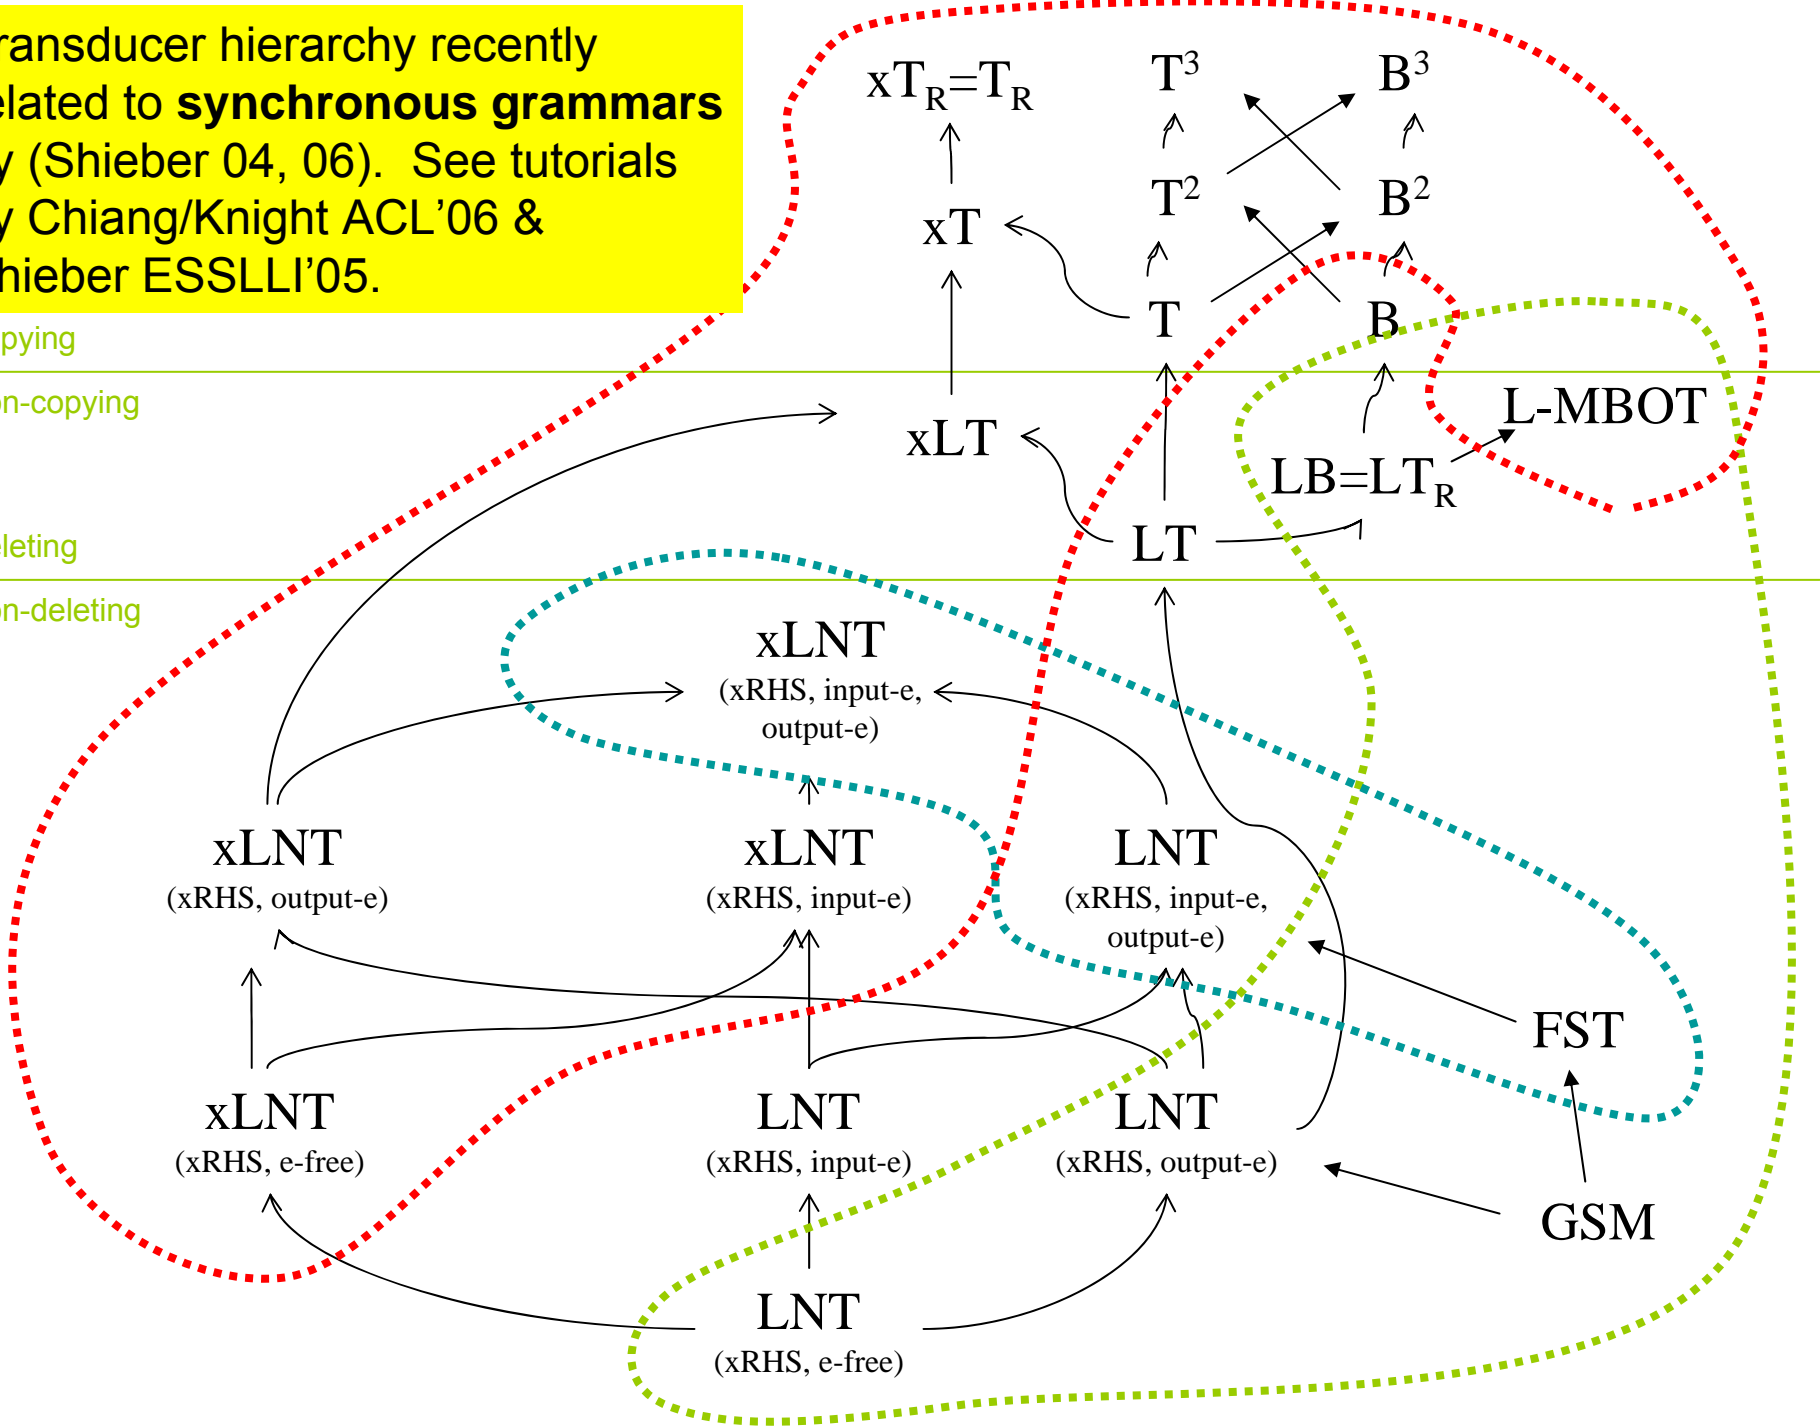 ransducer hierarchy recently
elated to synchronous grammars
y (Shieber 04, 06). See tutorials
y Chiang/Knight ACL'06 &
hieber ESSLLI'05.
xT_R=T_R
T³
B³
T²
B²
xT
T
B
pying
on-copying
L-MBOT
xLT
LB=LT_R
eleting
LT
on-deleting
xLNT
(xRHS, input-e,
output-e)
xLNT
(xRHS, output-e)
xLNT
(xRHS, input-e)
LNT
(xRHS, input-e,
output-e)
FST
xLNT
(xRHS, e-free)
LNT
(xRHS, input-e)
LNT
(xRHS, output-e)
GSM
LNT
(xRHS, e-free)